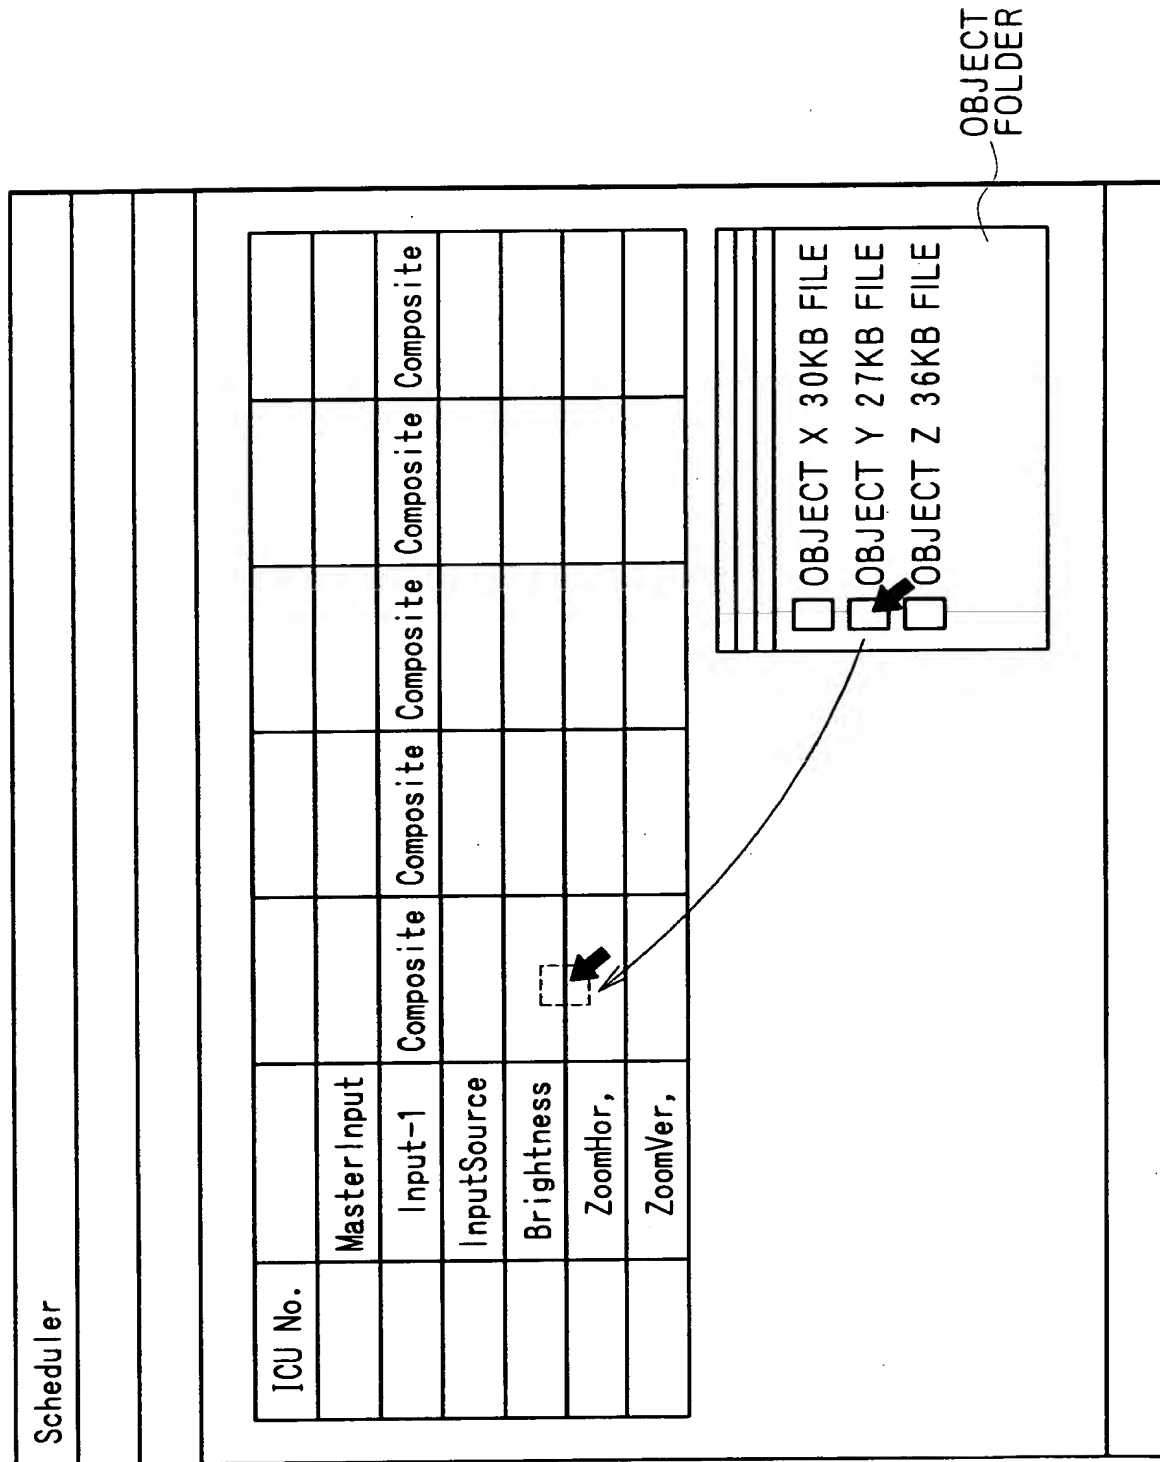 Scheduler
ICU No.
MasterInput
Input-1 Composite Composite Composite Composite Composite
InputSource
Brightness
ZoomHor,
ZoomVer,
OBJECT X 30KB FILE
OBJECT Y 27KB FILE
OBJECT Z 36KB FILE
OBJECT
FOLDER